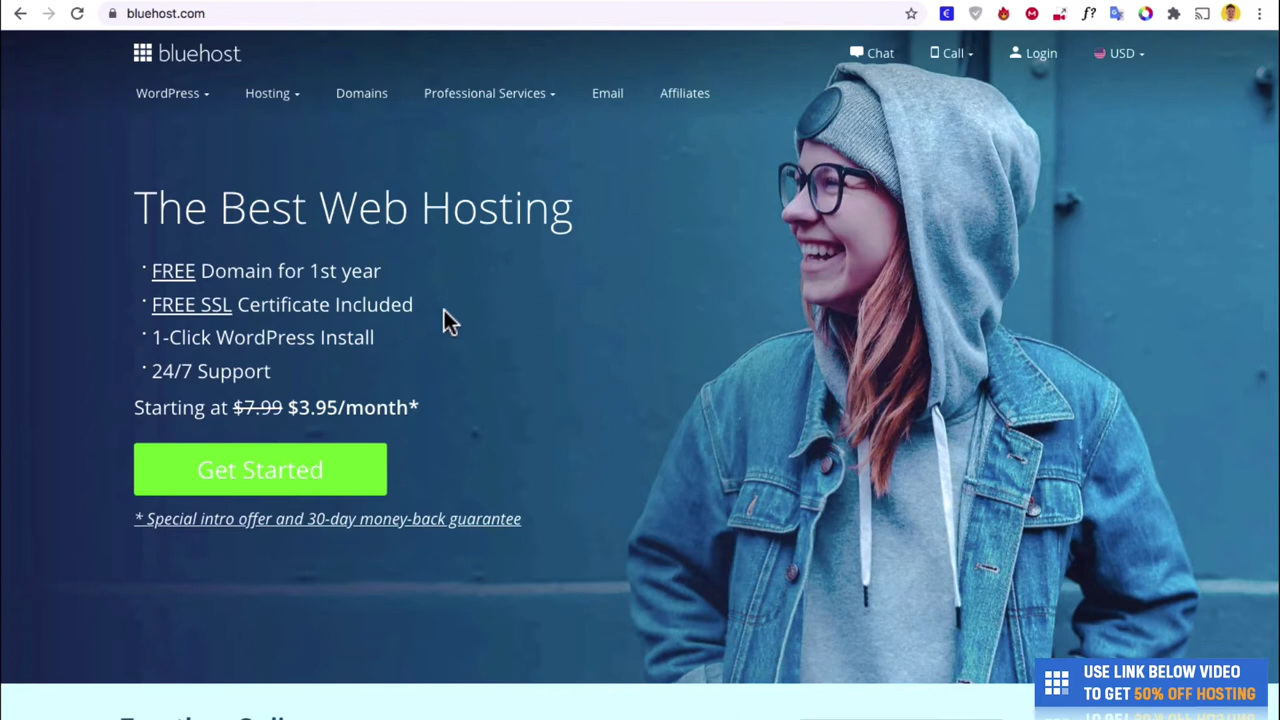 bluehost.com
f?
bluehost
Chat
Call
Login
USD
WordPress
Hosting
Domains
Professional Services
Email
Affiliates
The Best Web Hosting
· FREE Domain for 1st year
· FREE SSL Certificate Included
· 1-Click WordPress Install
· 24/7 Support
Starting at $7.99 $3.95/month*
Get Started
* Special intro offer and 30-day money-back guarantee
USE LINK BELOW VIDEO
TO GET 50% OFF HOSTING